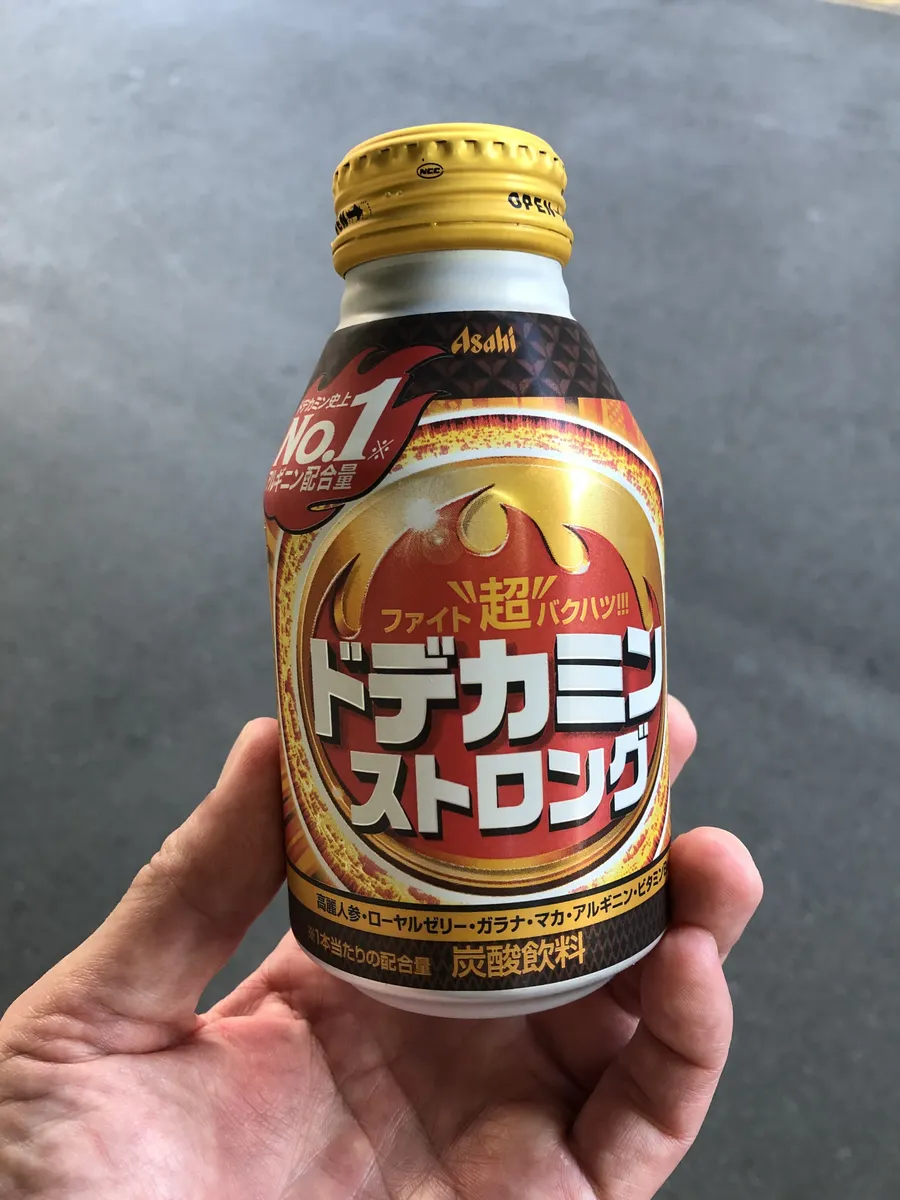 NCC
OPEN
Asahi
ドデカミン史上
No.1※
アルギニン配合量
ファイト超バクハツ!!!
ドデカミン
ストロング
高麗人参・ローヤルゼリー・ガラナ・マカ・アルギニン・ビタミン
※1本当たりの配合量
炭酸飲料